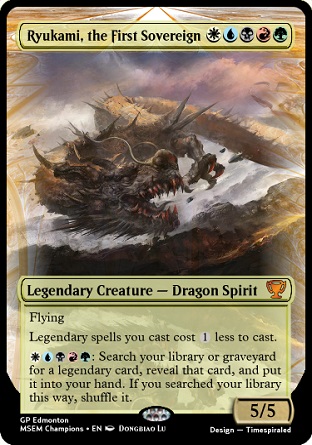 Ryukami, the First Sovereign
Legendary Creature — Dragon Spirit
Flying
Legendary spells you cast cost 1 less to cast.
: Search your library or graveyard
for a legendary card, reveal that card, and put
it into your hand. If you searched your library
this way, shuffle it.
5/5
GP Edmonton
MSEM Champions • EN Dongbiao Lu
Design — Timespiraled